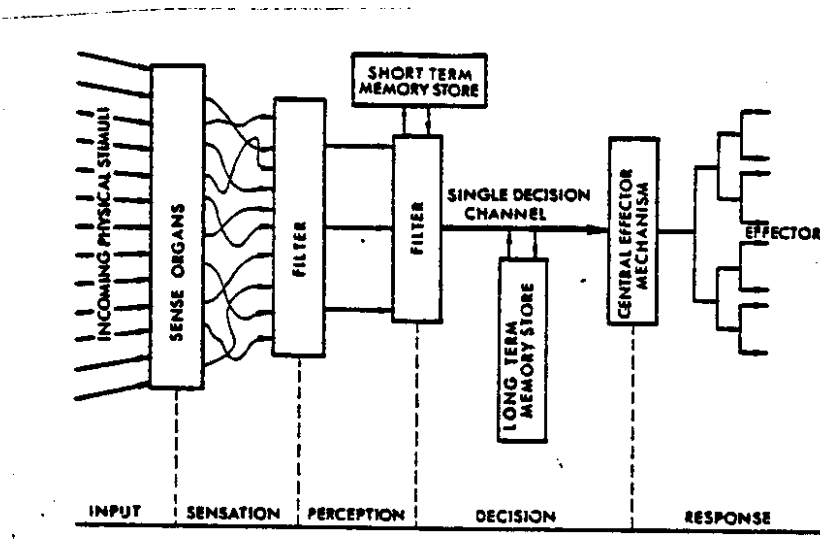 SHORT TERM
MEMORY STORE
INCOMING PHYSICAL STIMULI
SENSE ORGANS
FILTER
FILTER
SINGLE DECISION
CHANNEL
LONG TERM
MEMORY STORE
CENTRAL EFFECTOR
MECHANISM
EFFECTOR
INPUT
SENSATION
PERCEPTION
DECISION
RESPONSE